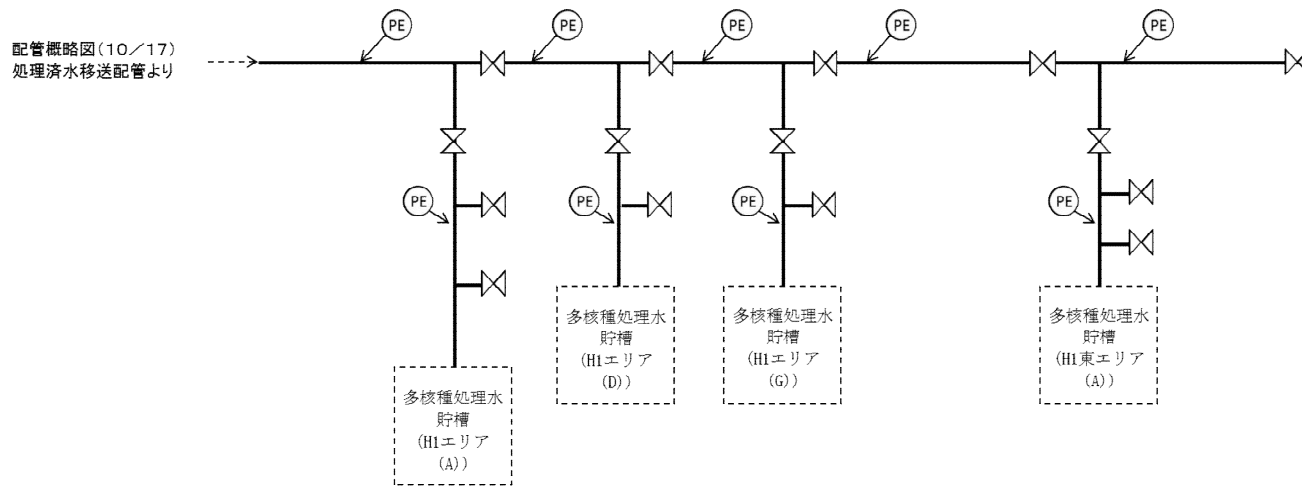 PE
PE
PE
PE
PE
配管概略図(10/17)
処理済水移送配管より
PE
PE
PE
PE
多核種処理水
貯槽
(H1エリア
(A))
多核種処理水
貯槽
(H1エリア
(D))
多核種処理水
貯槽
(H1エリア
(G))
多核種処理水
貯槽
(H1東エリア
(A))